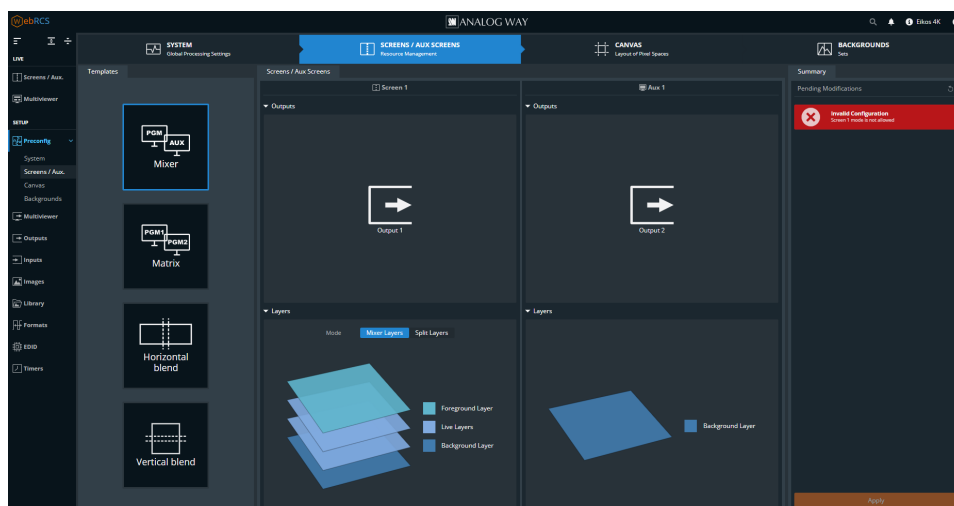 WebRCS
ANALOG WAY
Eikos 4K
LIVE
Screens / Aux.
Multiviewer
SETUP
Preconfig
System
Screens / Aux.
Canvas
Backgrounds
Multiviewer
Outputs
Inputs
Images
Library
Formats
EDID
Timers
SYSTEM
Global Processing Settings
SCREENS / AUX SCREENS
Resource Management
CANVAS
Layout of Pixel Spaces
BACKGROUNDS
Sets
Templates
PGM
AUX
Mixer
PGM1
PGM2
Matrix
Horizontal
blend
Vertical blend
Screens / Aux Screens
Screen 1
Outputs
Output 1
Layers
Mode
Mixer Layers
Split Layers
Foreground Layer
Live Layers
Background Layer
Aux 1
Outputs
Output 2
Layers
Background Layer
Summary
Pending Modifications
Invalid Configuration
Screen 1 mode is not allowed
Apply